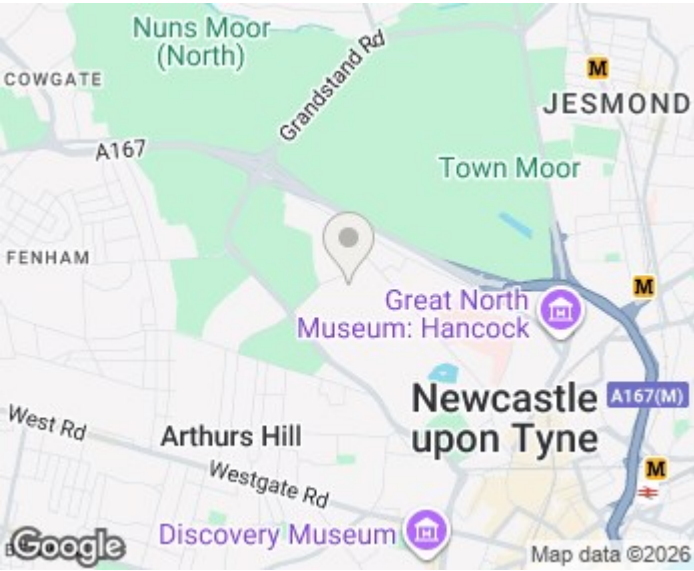 Nuns Moor
(North)
Grandstand Rd
COWGATE
M
JESMOND
A167
Town Moor
FENHAM
M
Great North
Museum: Hancock
Newcastle
upon Tyne
A167(M)
West Rd
Arthurs Hill
Westgate Rd
M
Discovery Museum
Google
Map data ©2026